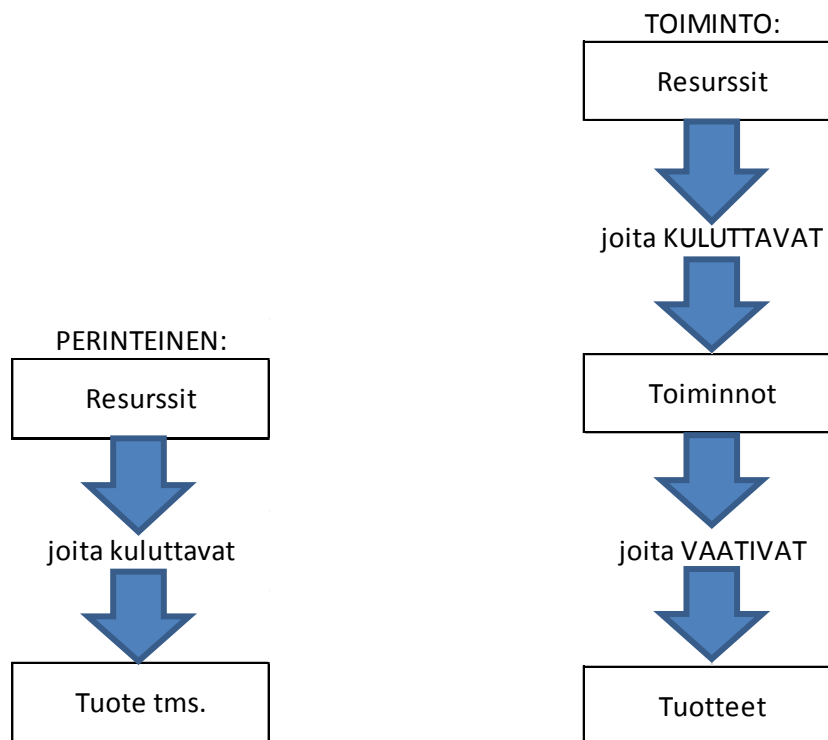 PERINTEINEN:
Resurssit
joita kuluttavat
Tuote tms.
TOIMINTO:
Resurssit
joita KULUTTAVAT
Toiminnot
joita VAATIVAT
Tuotteet